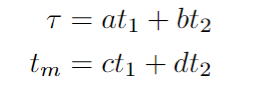 τ = at₁ + bt₂
tₘ = ct₁ + dt₂